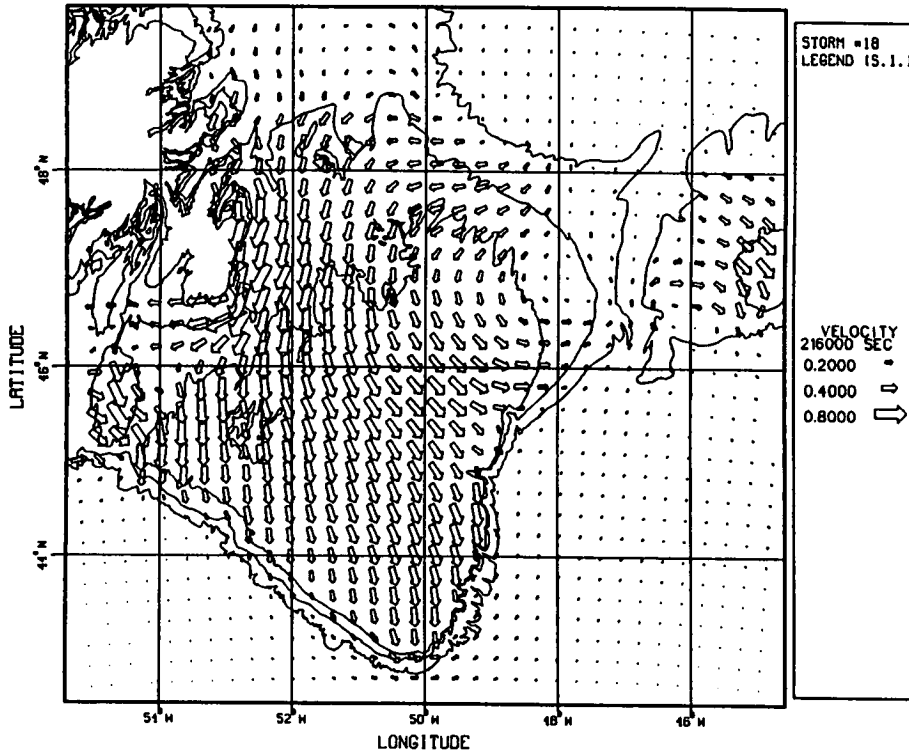 STORM #18
LEGEND (S.I.)
48°N
46°N
44°N
LATITUDE
VELOCITY
216000 SEC
0.2000
0.4000
0.8000
54°W
52°W
50°W
48°W
46°W
LONGITUDE